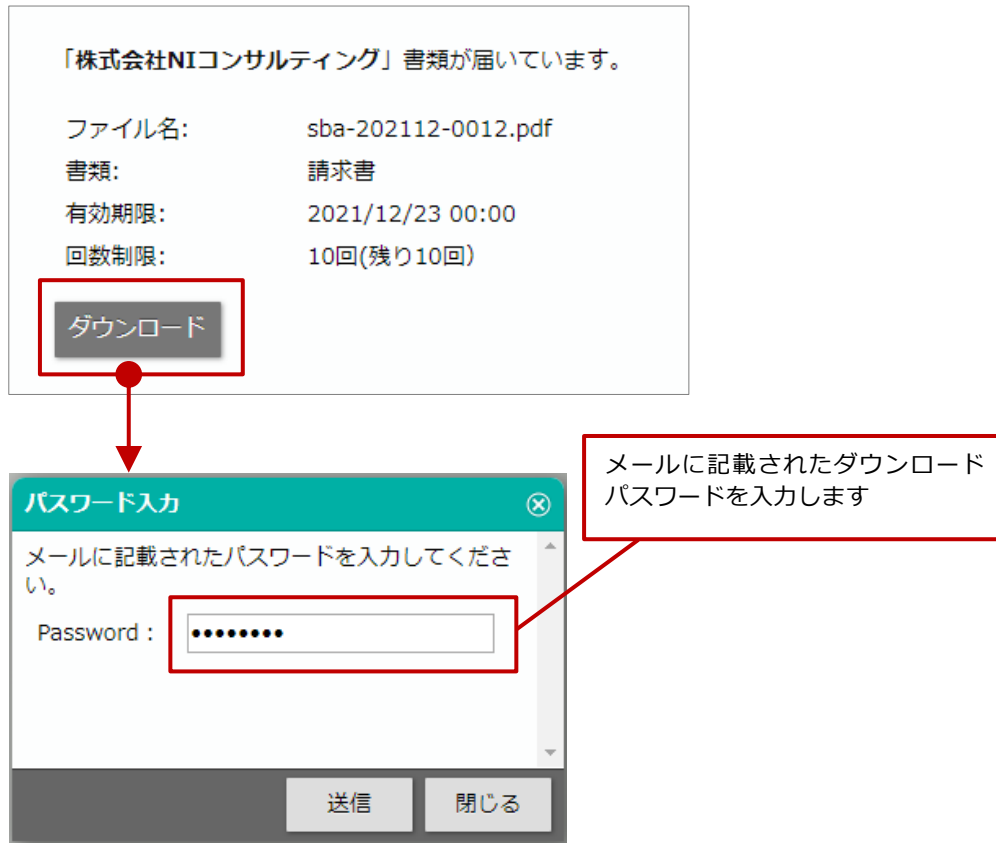 「株式会社NIコンサルティング」書類が届いています。
ファイル名: sba-202112-0012.pdf
書類: 請求書
有効期限: 2021/12/23 00:00
回数制限: 10回(残り10回)
ダウンロード
メールに記載されたダウンロード
パスワードを入力します
パスワード入力
メールに記載されたパスワードを入力してくださ
い。
Password : ••••••••
送信 閉じる